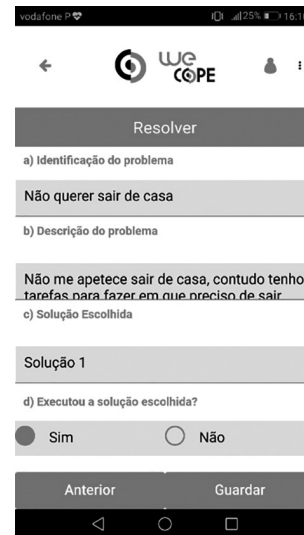 vodafone P 25% 16:10
we
COPE
Resolver
a) Identificação do problema
Não querer sair de casa
b) Descrição do problema
Não me apetece sair de casa, contudo tenho
tarefas para fazer em que preciso de sair
c) Solução Escolhida
Solução 1
d) Executou a solução escolhida?
Sim Não
Anterior Guardar